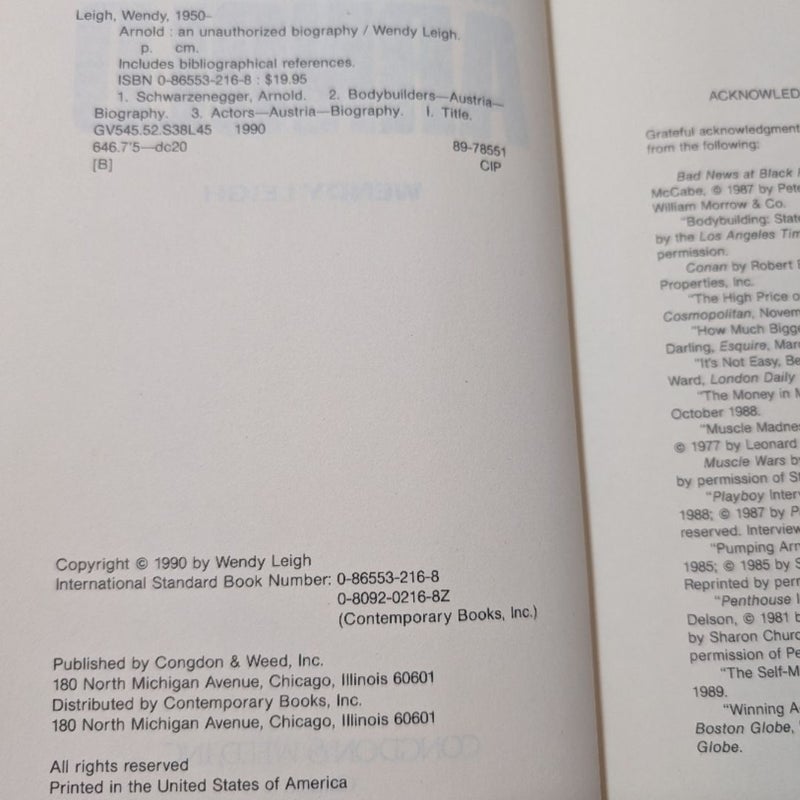 Leigh, Wendy, 1950–
Arnold : an unauthorized biography / Wendy Leigh.
p. cm.
Includes bibliographical references.
ISBN 0-86553-216-8 : $19.95
1. Schwarzenegger, Arnold. 2. Bodybuilders—Austria—
Biography. 3. Actors—Austria—Biography. I. Title.
GV545.52.S38L45 1990
646.7'5—dc20 89-78551
[B] CIP
WENDY LEIGH
Copyright © 1990 by Wendy Leigh
International Standard Book Number: 0-86553-216-8
0-8092-0216-8Z
(Contemporary Books, Inc.)
Published by Congdon & Weed, Inc.
180 North Michigan Avenue, Chicago, Illinois 60601
Distributed by Contemporary Books, Inc.
180 North Michigan Avenue, Chicago, Illinois 60601
CONGDON & WEED, INC.
All rights reserved
Printed in the United States of America
ACKNOWLED
Grateful acknowledgment
from the following:
Bad News at Black
McCabe, © 1987 by Pete
William Morrow & Co.
"Bodybuilding: State
by the Los Angeles Tim
permission.
Conan by Robert
Properties, Inc.
"The High Price o
Cosmopolitan, Novem
"How Much Bigge
Darling, Esquire, Marc
"It's Not Easy, Be
Ward, London Daily
"The Money in M
October 1988.
"Muscle Madnes
© 1977 by Leonard
Muscle Wars by
by permission of St
"Playboy Interv
1988; © 1987 by P
reserved. Interview
"Pumping Arn
1985; © 1985 by S
Reprinted by perm
"Penthouse I
Delson, © 1981 b
by Sharon Churc
permission of Pe
"The Self-M
1989.
"Winning A
Boston Globe,
Globe.